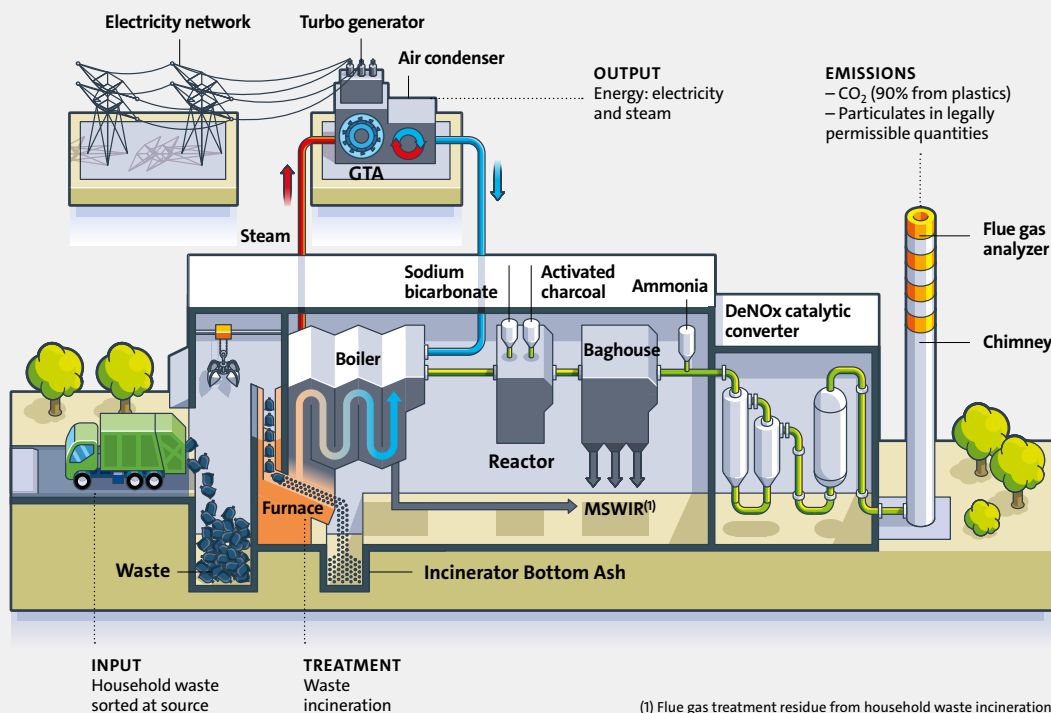 Electricity network
Turbo generator
Air condenser
OUTPUT
Energy: electricity
and steam
EMISSIONS
– CO₂ (90% from plastics)
– Particulates in legally
permissible quantities
GTA
Steam
Flue gas
analyzer
Sodium
bicarbonate
Activated
charcoal
Ammonia
DeNOx catalytic
converter
Chimney
Boiler
Baghouse
Reactor
Furnace
MSWIR(1)
Waste
Incinerator Bottom Ash
INPUT
Household waste
sorted at source
TREATMENT
Waste
incineration
(1) Flue gas treatment residue from household waste incineration